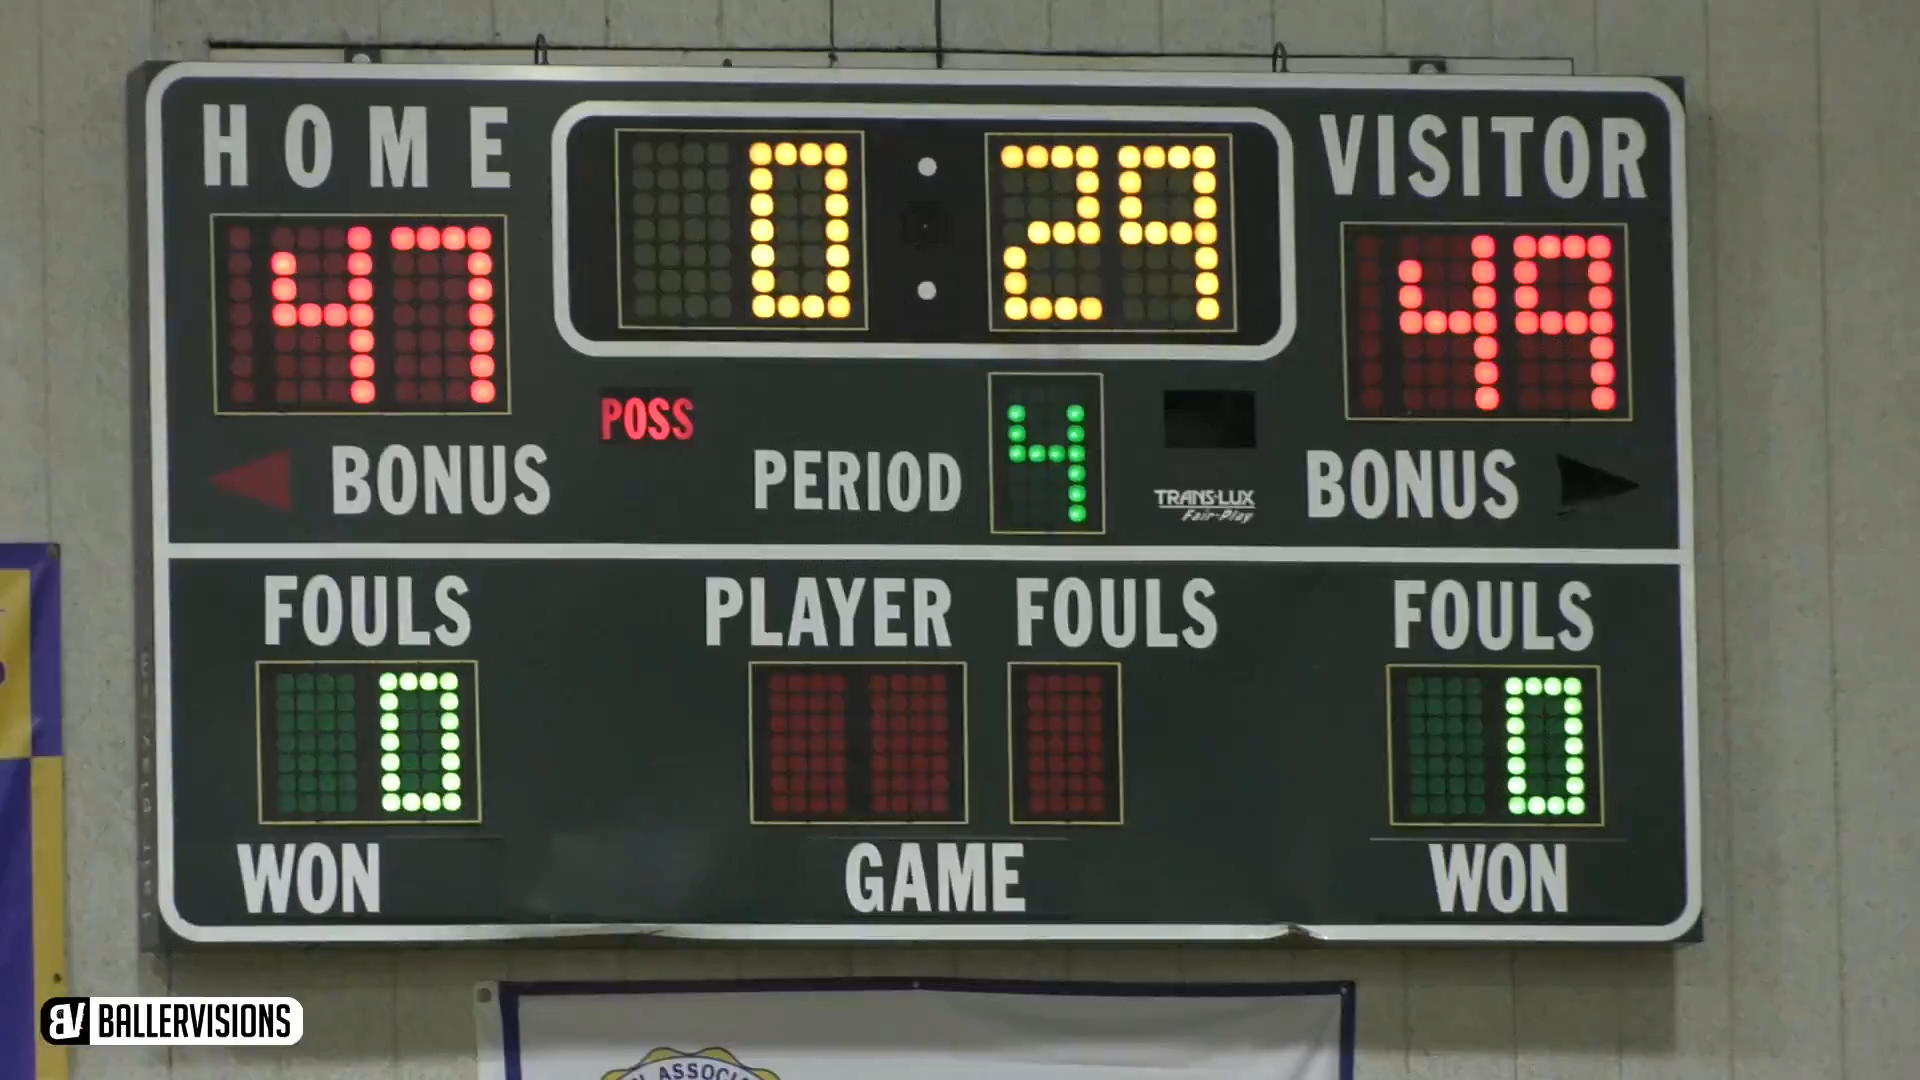 HOME
0:29
VISITOR
47
49
POSS
BONUS
PERIOD
4
TRANS-LUX
Fair-Play
BONUS
FOULS
PLAYER
FOULS
FOULS
0
0
WON
GAME
WON
BV BALLERVISIONS